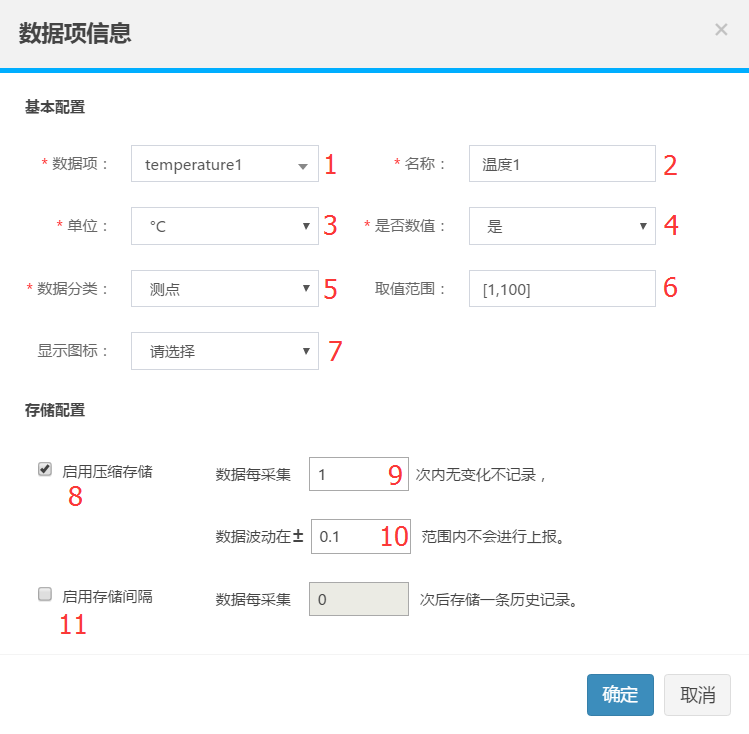 数据项信息 ×
基本配置
* 数据项： temperature1 1 * 名称： 温度1 2
* 单位： °C 3 * 是否数值： 是 4
* 数据分类： 测点 5 取值范围： [1,100] 6
显示图标： 请选择 7
存储配置
启用压缩存储 数据每采集 1 9 次内无变化不记录，
8
数据波动在± 0.1 10 范围内不会进行上报。
启用存储间隔 数据每采集 0 次后存储一条历史记录。
11
确定 取消